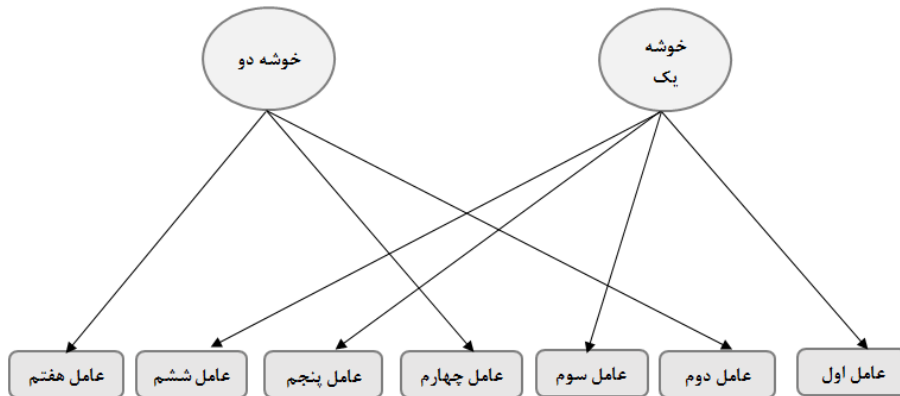 خوشه
یک
خوشه دو
عامل اول
عامل دوم
عامل سوم
عامل چهارم
عامل پنجم
عامل ششم
عامل هفتم